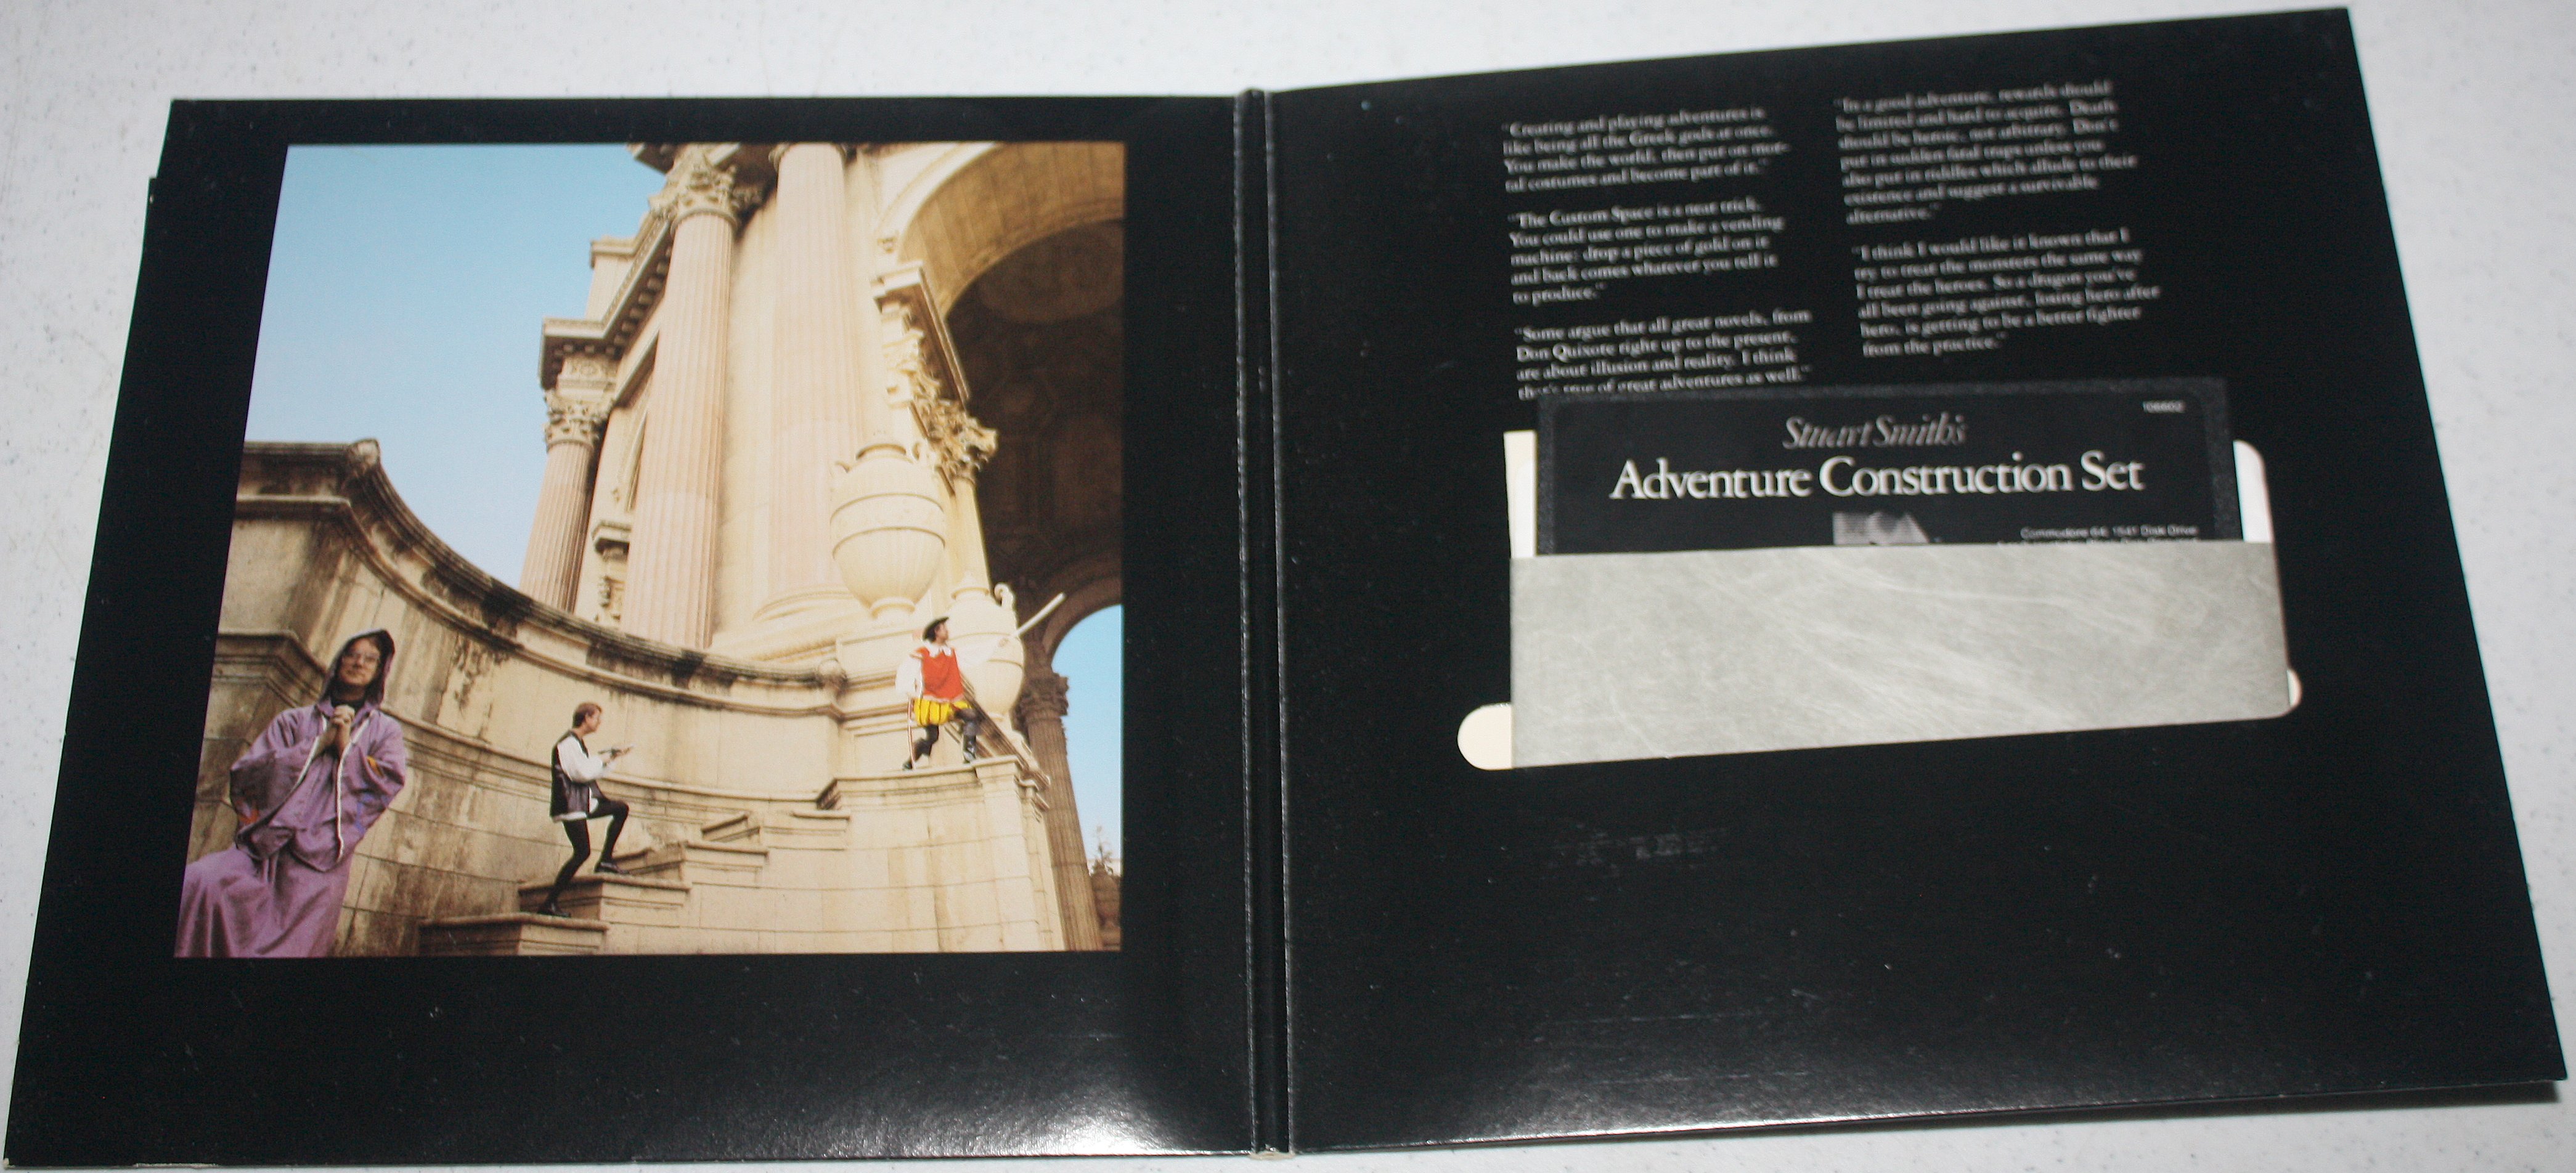 "Creating and playing adventures is
like being all the Greek gods at once.
You make the world, then put on mor-
tal costumes and become part of it."
"The Custom Space is a neat trick.
You could use one to make a vending
machine: drop a piece of gold on it
and back comes whatever you tell it
to produce."
"Some argue that all great novels, from
Don Quixote right up to the present,
are about illusion and reality. I think
that's true of great adventures as well."
"In a good adventure, rewards should
be limited and hard to acquire. Death
should be heroic, not arbitrary. Don't
put in sudden fatal traps unless you
also put in riddles which allude to their
existence and suggest a survivable
alternative."
"I think I would like it known that I
try to treat the monsters the same way
I treat the heroes. So a dragon you've
all been going against, losing hero after
hero, is getting to be a better fighter
from the practice."
106602
Stuart Smith's
Adventure Construction Set
Commodore 64; 1541 Disk Drive